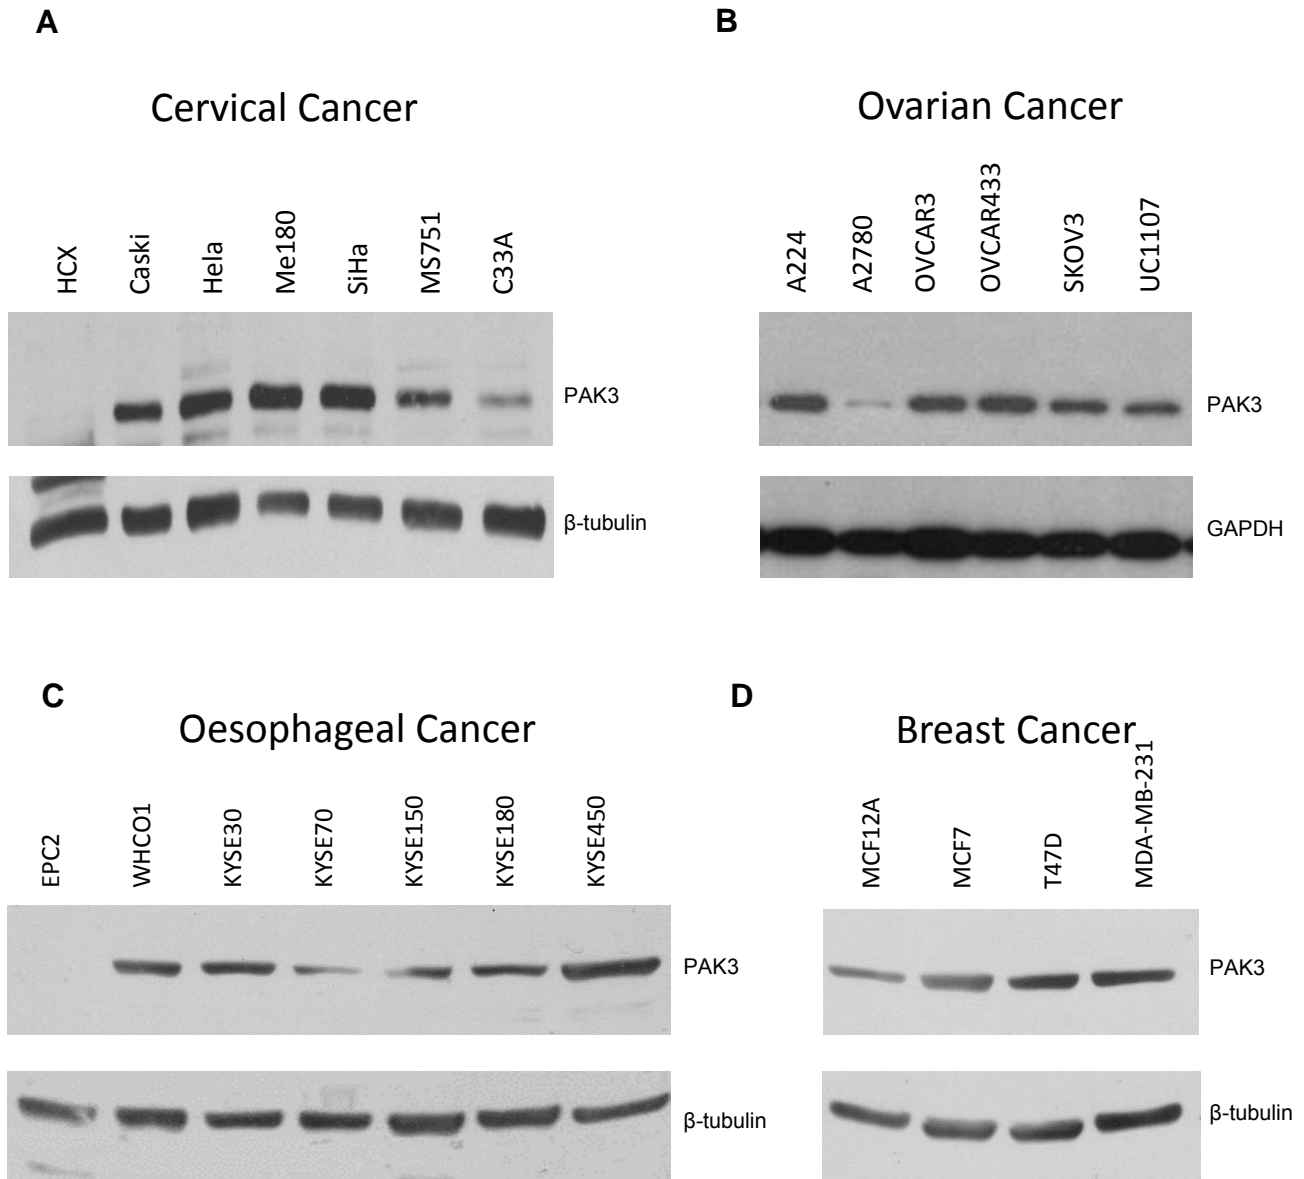 A
Cervical Cancer
HCX
Caski
Hela
Me180
SiHa
MS751
C33A
PAK3
β-tubulin
B
Ovarian Cancer
A224
A2780
OVCAR3
OVCAR433
SKOV3
UC1107
PAK3
GAPDH
C
Oesophageal Cancer
EPC2
WHCO1
KYSE30
KYSE70
KYSE150
KYSE180
KYSE450
PAK3
β-tubulin
D
Breast Cancer
MCF12A
MCF7
T47D
MDA-MB-231
PAK3
β-tubulin